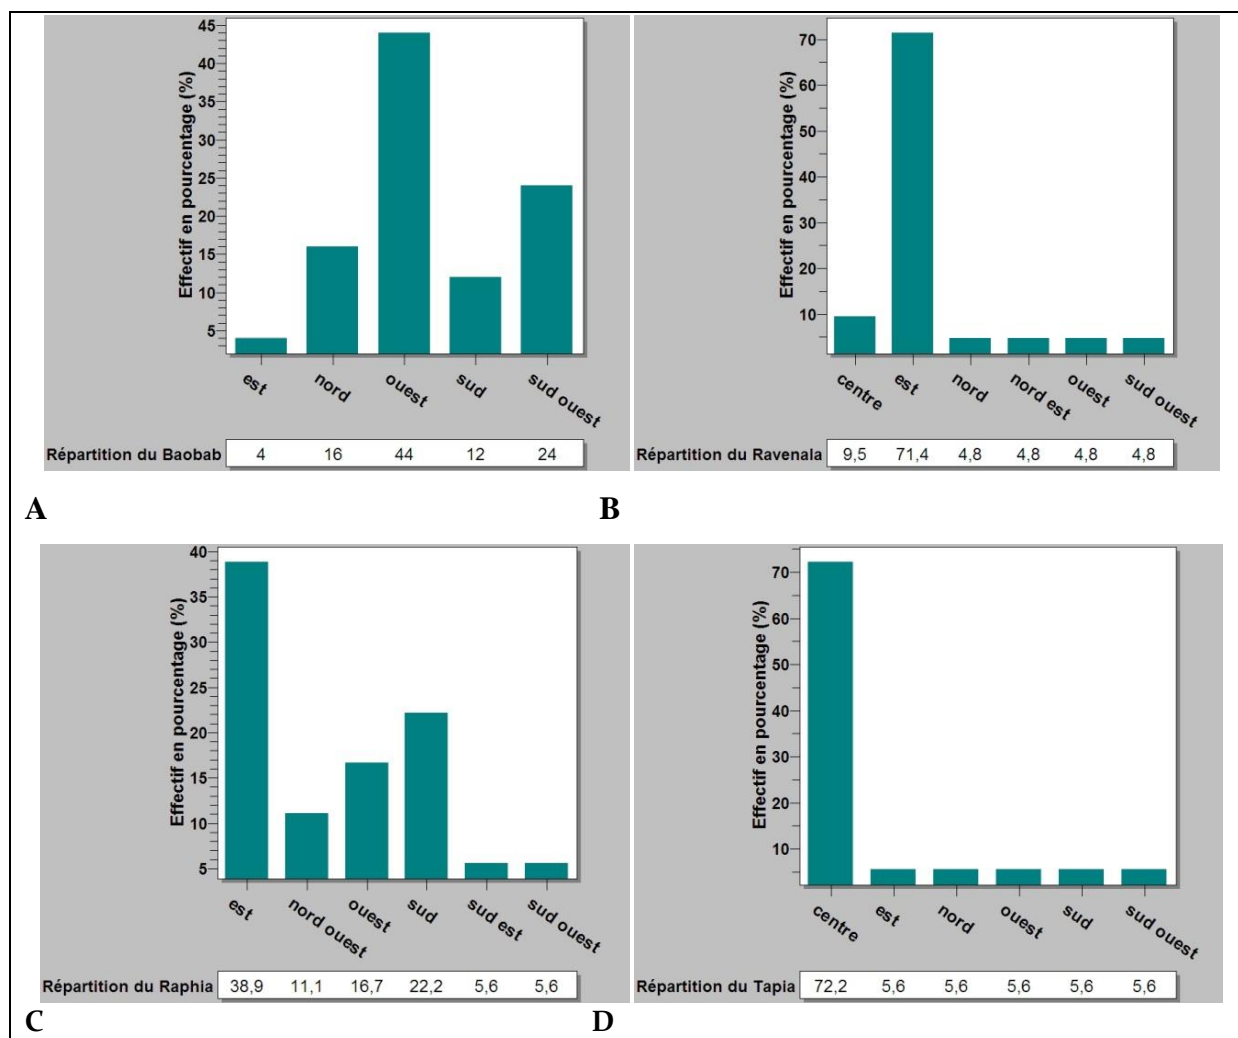 Effectif en pourcentage (%)
45
40
35
30
25
20
15
10
5
est
nord
ouest
sud
sud ouest
Répartition du Baobab 4 16 44 12 24
A
Effectif en pourcentage (%)
70
60
50
40
30
20
10
centre
est
nord
nord est
ouest
sud ouest
Répartition du Ravenala 9,5 71,4 4,8 4,8 4,8 4,8
B
Effectif en pourcentage (%)
40
35
30
25
20
15
10
5
est
nord ouest
ouest
sud
sud est
sud ouest
Répartition du Raphia 38,9 11,1 16,7 22,2 5,6 5,6
C
Effectif en pourcentage (%)
70
60
50
40
30
20
10
centre
est
nord
ouest
sud
sud ouest
Répartition du Tapia 72,2 5,6 5,6 5,6 5,6 5,6
D